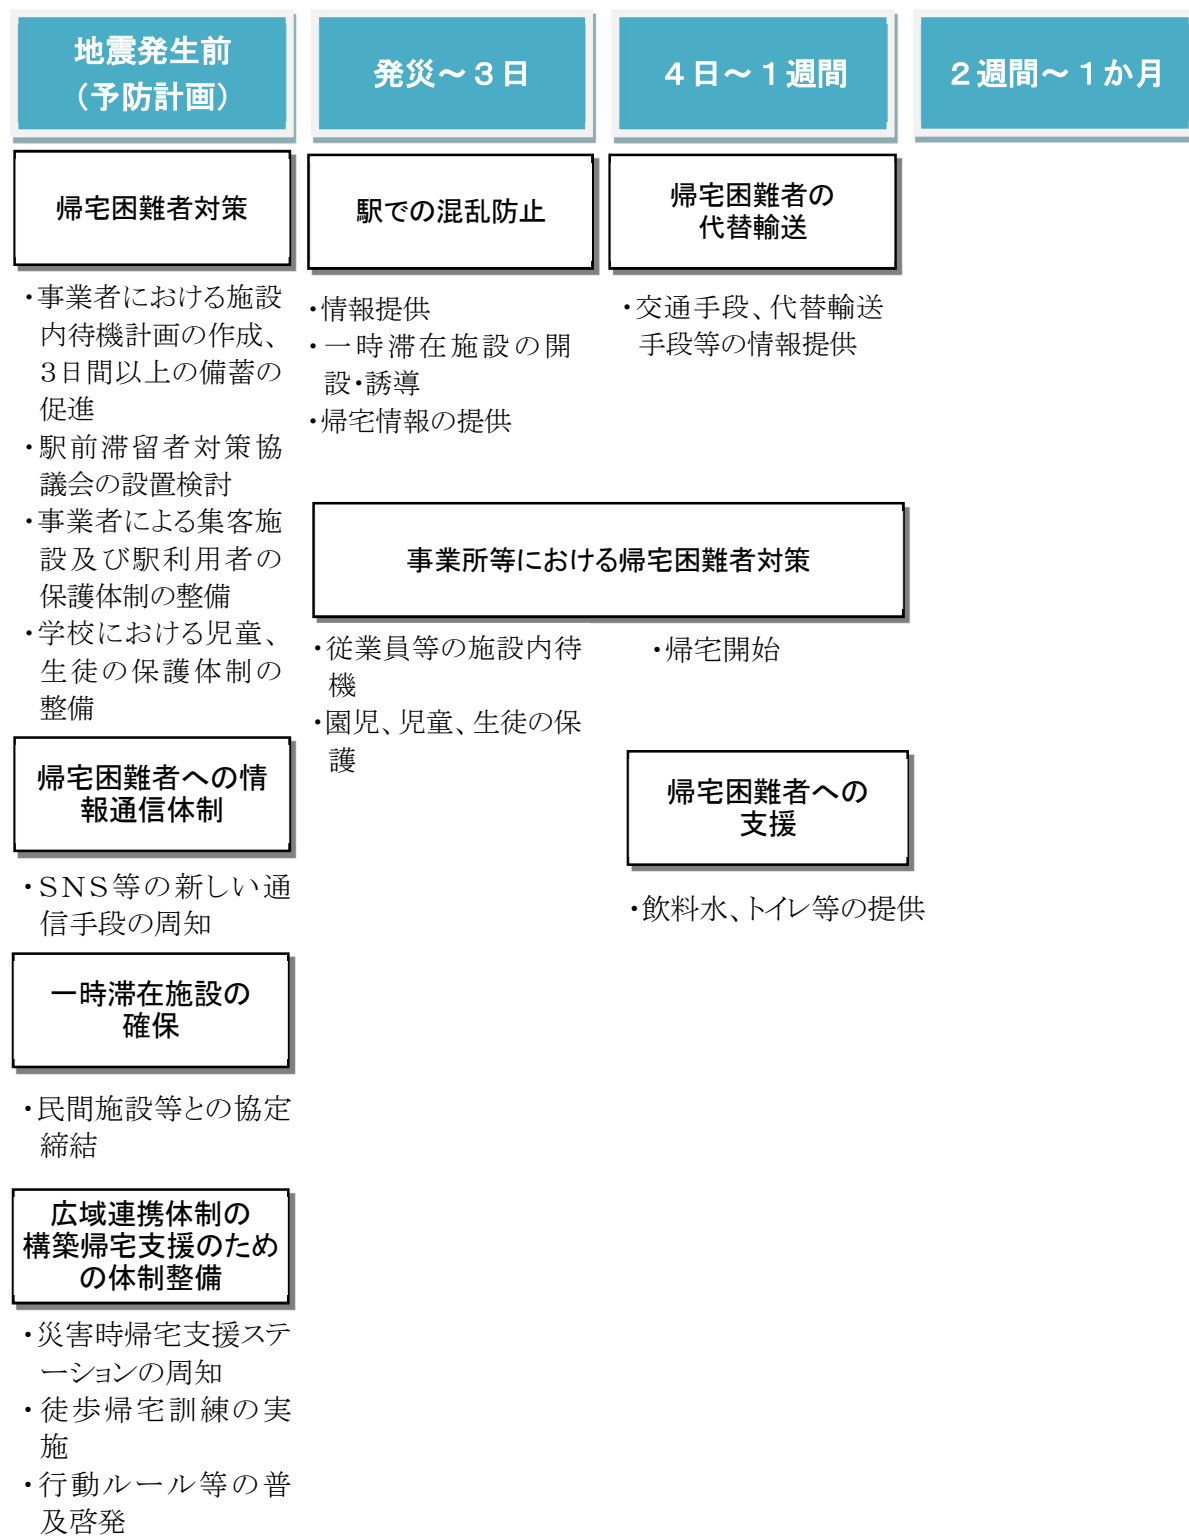 地震発生前
（予防計画）
発災～３日
４日～１週間
２週間～１か月
帰宅困難者対策
・事業者における施設
内待機計画の作成、
３日間以上の備蓄の
促進
・駅前滞留者対策協
議会の設置検討
・事業者による集客施
設及び駅利用者の
保護体制の整備
・学校における児童、
生徒の保護体制の
整備
帰宅困難者への情
報通信体制
・ＳＮＳ等の新しい通
信手段の周知
一時滞在施設の
確保
・民間施設等との協定
締結
広域連携体制の
構築帰宅支援のため
の体制整備
・災害時帰宅支援ステ
ーションの周知
・徒歩帰宅訓練の実
施
・行動ルール等の普
及啓発
駅での混乱防止
・情報提供
・一時滞在施設の開
設・誘導
・帰宅情報の提供
帰宅困難者の
代替輸送
・交通手段、代替輸送
手段等の情報提供
事業所等における帰宅困難者対策
・従業員等の施設内待
機
・園児、児童、生徒の保
護
・帰宅開始
帰宅困難者への
支援
・飲料水、トイレ等の提供